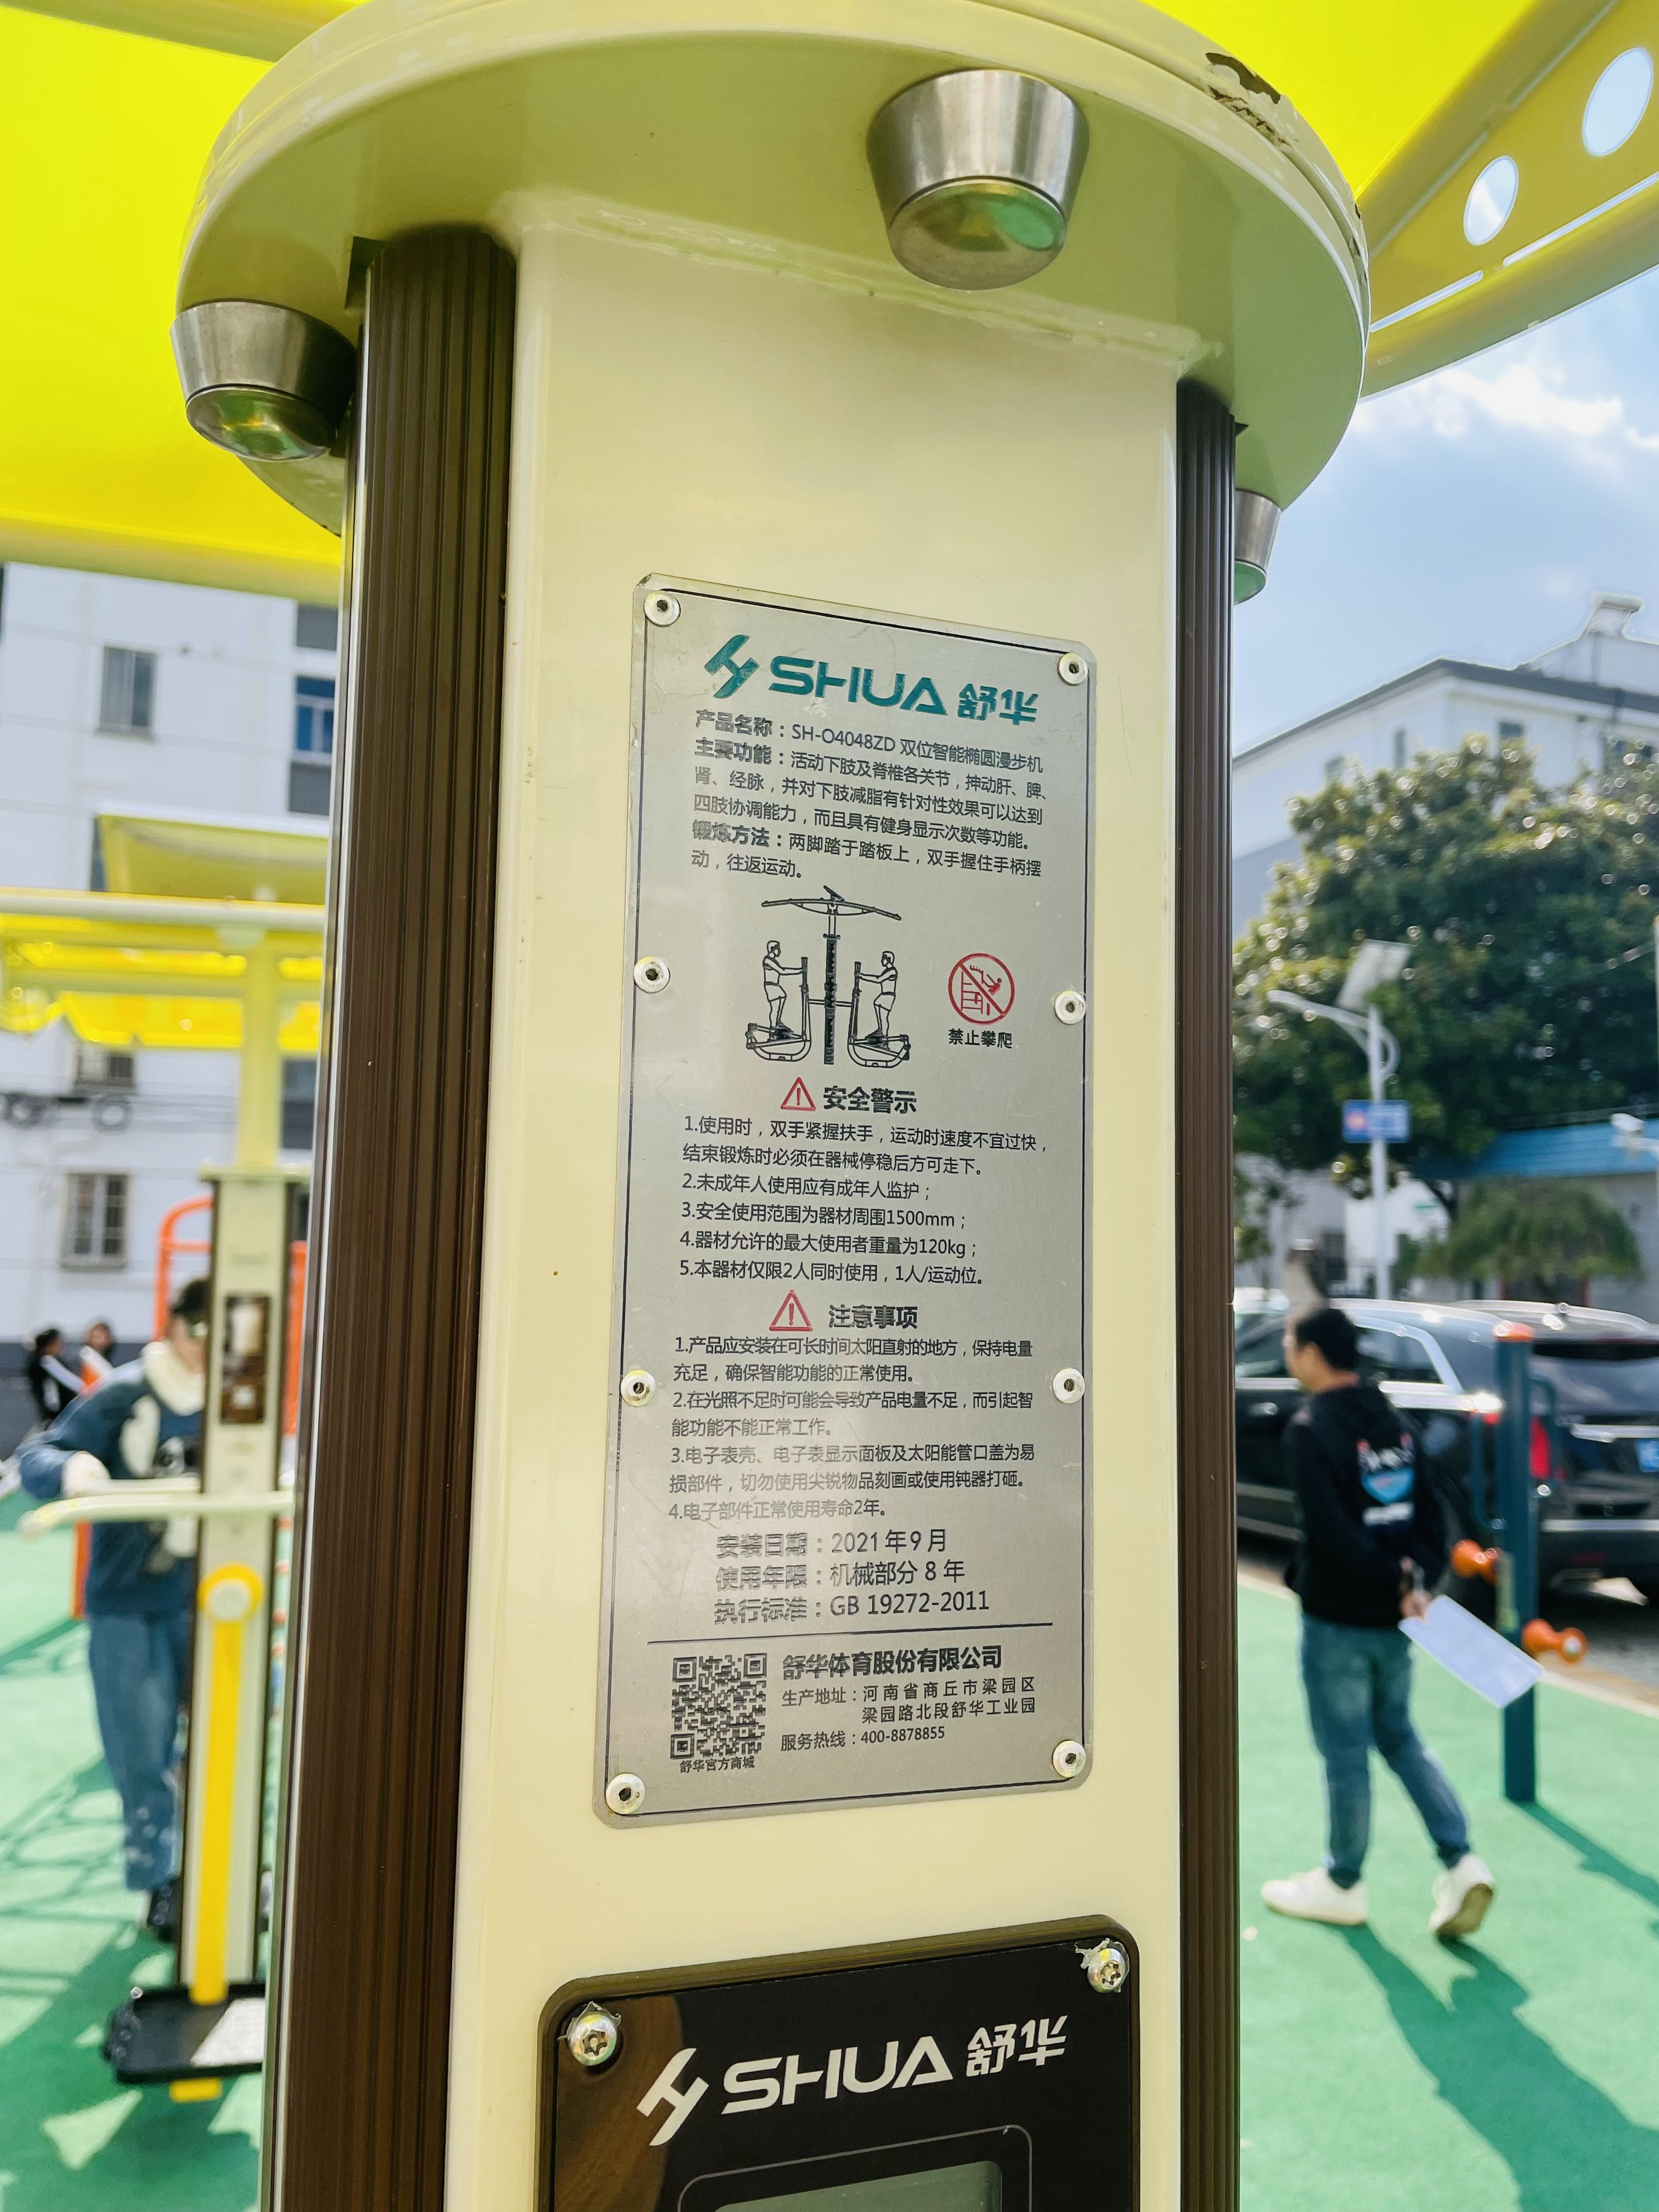 SHUA 舒华
产品名称：SH-O4048ZD 双位智能椭圆漫步机
主要功能：活动下肢及脊椎各关节，抻动肝、脾、
肾、经脉，并对下肢减脂有针对性效果可以达到
四肢协调能力，而且具有健身显示次数等功能。
锻炼方法：两脚踏于踏板上，双手握住手柄摆
动，往返运动。
禁止攀爬
安全警示
1.使用时，双手紧握扶手，运动时速度不宜过快，
结束锻炼时必须在器械停稳后方可走下。
2.未成年人使用应有成年人监护；
3.安全使用范围为器材周围1500mm；
4.器材允许的最大使用者重量为120kg；
5.本器材仅限2人同时使用，1人/运动位。
注意事项
1.产品应安装在可长时间太阳直射的地方，保持电量
充足，确保智能功能的正常使用。
2.在光照不足时可能会导致产品电量不足，而引起智
能功能不能正常工作。
3.电子表壳、电子表显示面板及太阳能管口盖为易
损部件，切勿使用尖锐物品刻画或使用钝器打砸。
4.电子部件正常使用寿命2年。
安装日期：2021年9月
使用年限：机械部分 8 年
执行标准：GB 19272-2011
舒华体育股份有限公司
生产地址：河南省商丘市梁园区
梁园路北段舒华工业园
服务热线：400-8878855
舒华官方商城
SHUA 舒华